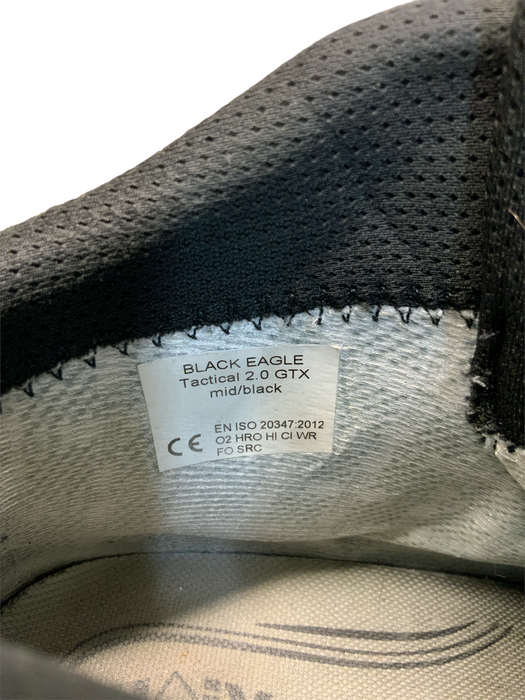 BLACK EAGLE
Tactical 2.0 GTX
mid/black
EN ISO 20347:2012
CE O2 HRO HI CI WR
FO SRC